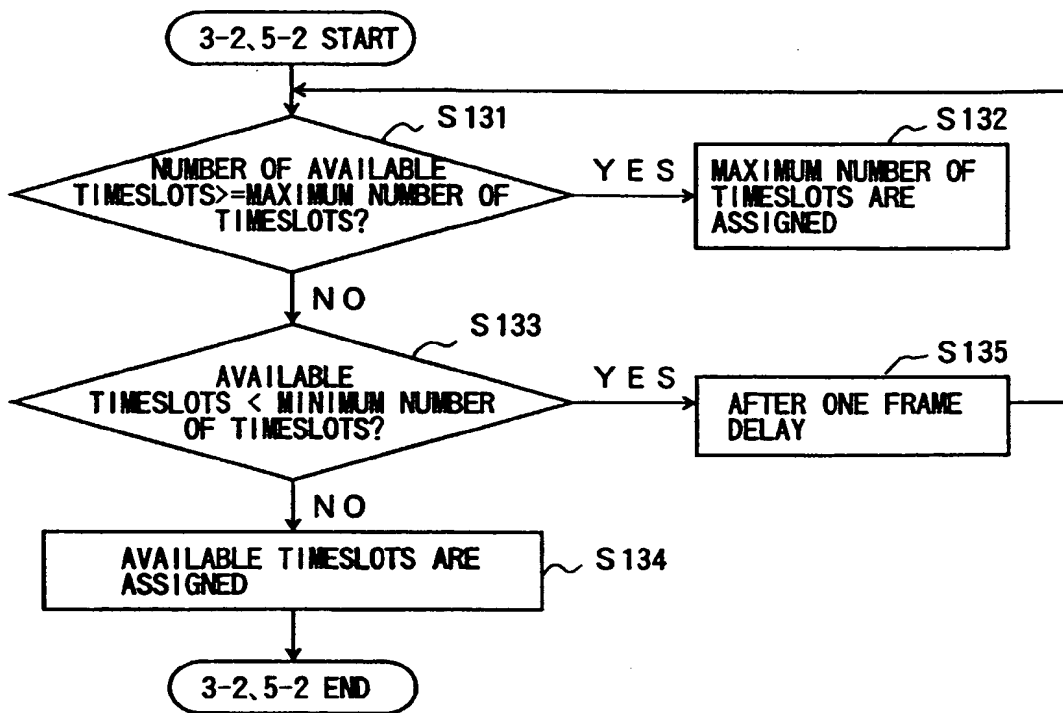 3-2、5-2 START
S131
NUMBER OF AVAILABLE
TIMESLOTS>=MAXIMUM NUMBER OF
TIMESLOTS?
YES
S132
MAXIMUM NUMBER OF
TIMESLOTS ARE
ASSIGNED
NO
S133
AVAILABLE
TIMESLOTS < MINIMUM NUMBER
OF TIMESLOTS?
YES
S135
AFTER ONE FRAME
DELAY
NO
AVAILABLE TIMESLOTS ARE
ASSIGNED
S134
3-2、5-2 END